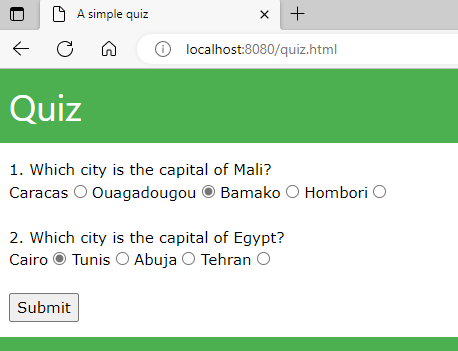 A simple quiz
localhost:8080/quiz.html
Quiz
1. Which city is the capital of Mali?
Caracas Ouagadougou Bamako Hombori
2. Which city is the capital of Egypt?
Cairo Tunis Abuja Tehran
Submit